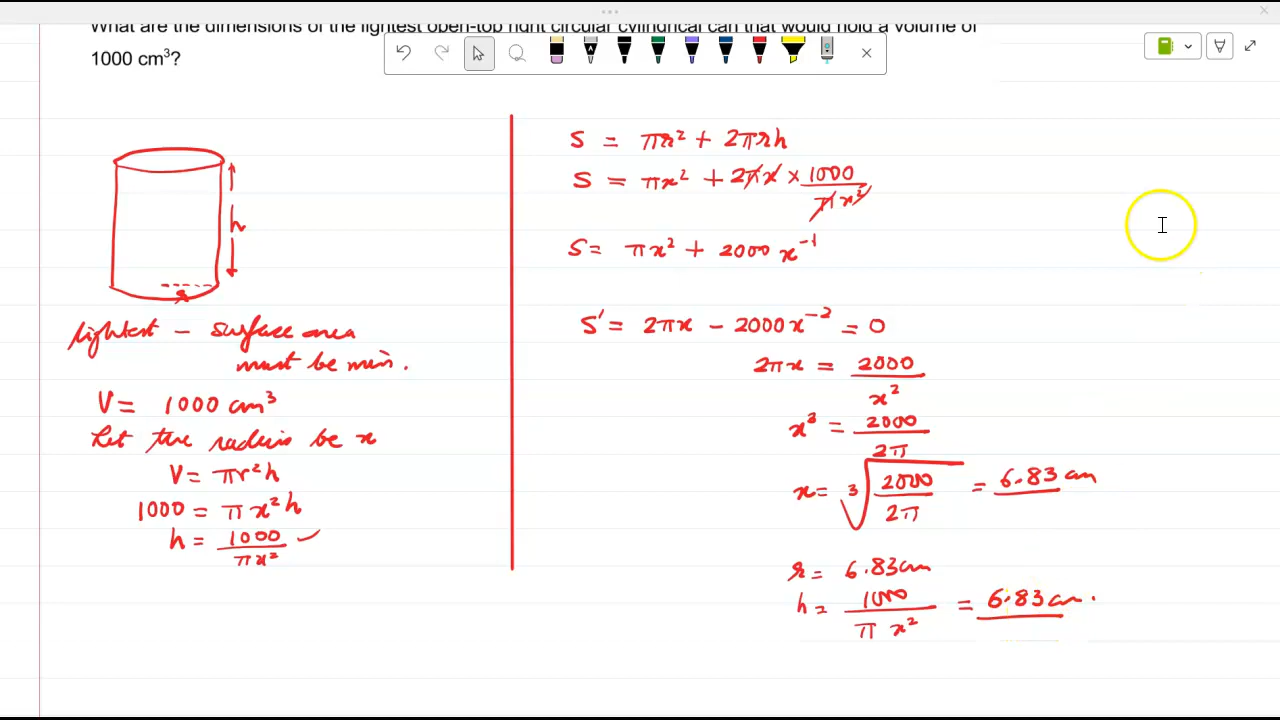 What are the dimensions of the lightest open-top right circular cylindrical can that would hold a volume of
1000 cm³?
h
r
lightest - surface area
must be min.
V = 1000 cm³
Let the radius be x
V = πr²h
1000 = πx²h
h = 1000/πx² ✓
S = πr² + 2πrh
S = πx² + 2πx × 1000/πx²
S = πx² + 2000x⁻¹
S' = 2πx - 2000x⁻² = 0
2πx = 2000/x²
x³ = 2000/2π
x = ∛(2000/2π) = 6.83 cm
r = 6.83 cm
h = 1000/πx² = 6.83 cm.